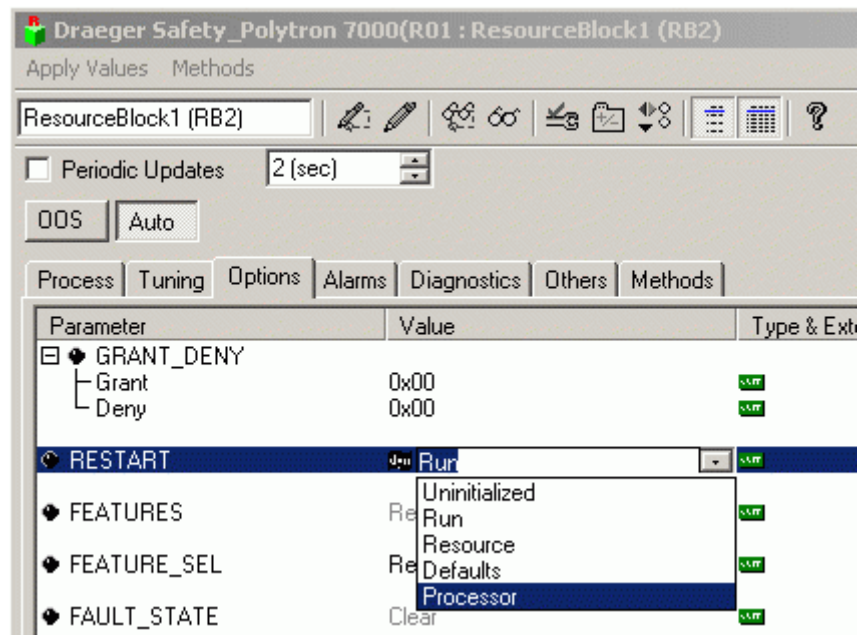 Draeger Safety_Polytron 7000(R01 : ResourceBlock1 (RB2)
Apply Values Methods
ResourceBlock1 (RB2)
Periodic Updates 2 (sec)
OOS Auto
Process Tuning Options Alarms Diagnostics Others Methods
Parameter Value Type & Exte
GRANT_DENY
Grant 0x00
Deny 0x00
RESTART Run
Uninitialized
FEATURES Re Run
Resource
FEATURE_SEL Re Defaults
Processor
FAULT_STATE Clear